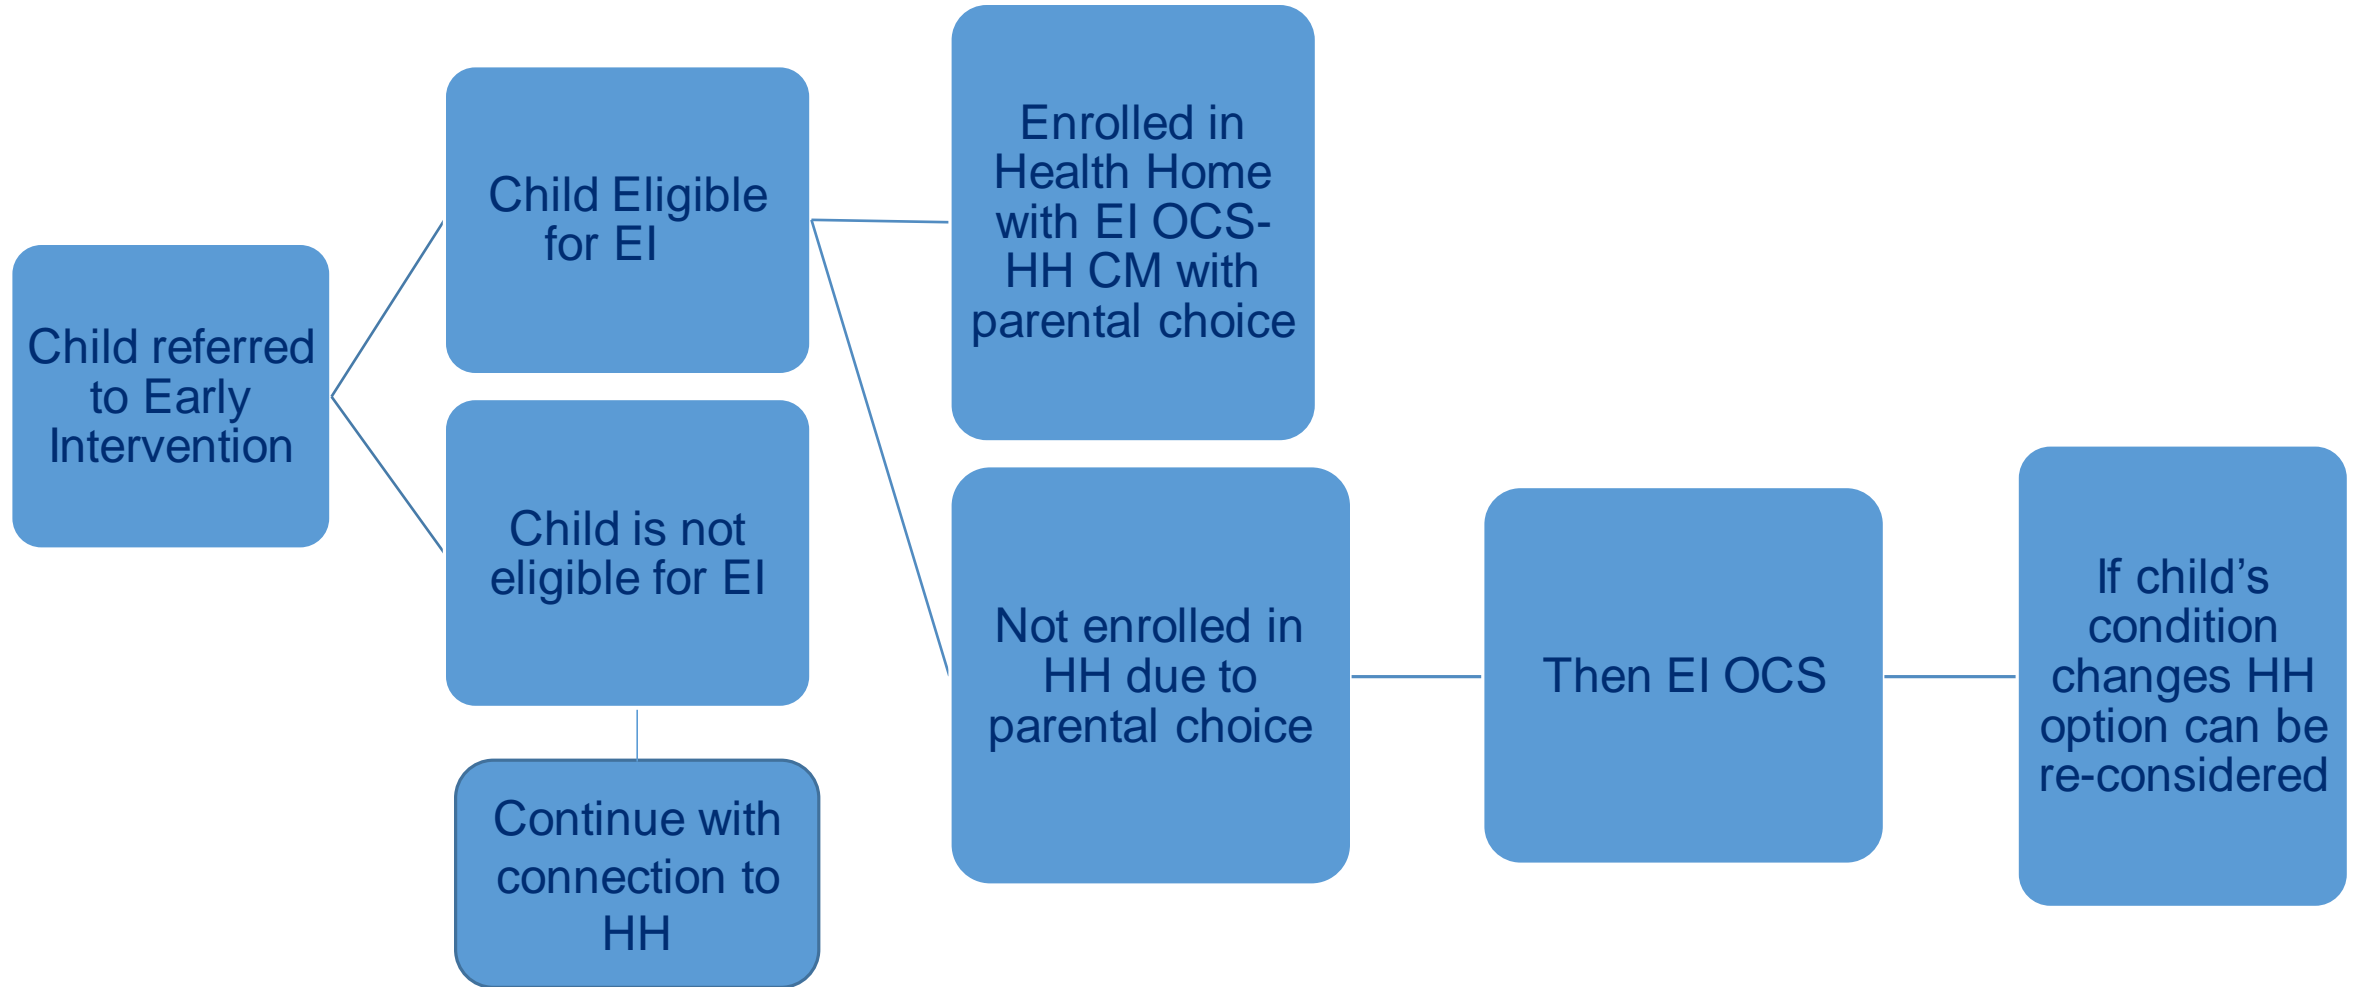 Child referred
to Early
Intervention
Child Eligible
for EI
Child is not
eligible for EI
Continue with
connection to
HH
Enrolled in
Health Home
with EI OCS-
HH CM with
parental choice
Not enrolled in
HH due to
parental choice
Then EI OCS
If child’s
condition
changes HH
option can be
re-considered